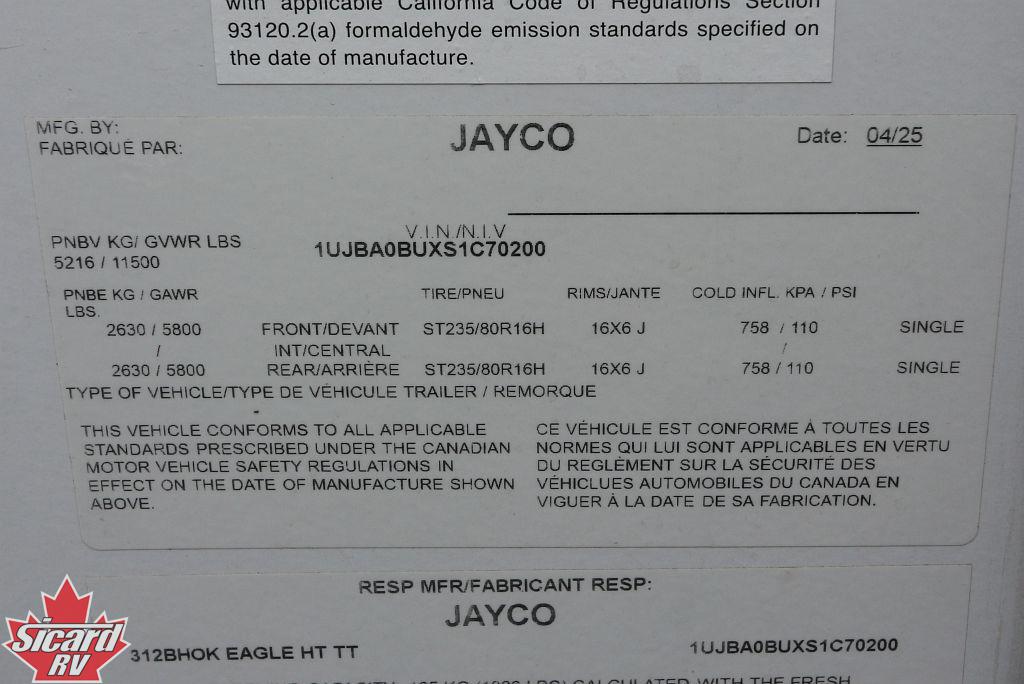 with applicable California Code of Regulations Section
93120.2(a) formaldehyde emission standards specified on
the date of manufacture.
MFG. BY:
FABRIQUÉ PAR:
JAYCO
Date: 04/25
V.I.N./N.I.V
PNBV KG/ GVWR LBS
5216 / 11500
1UJBA0BUXS1C70200
PNBE KG / GAWR LBS.
TIRE/PNEU RIMS/JANTE COLD INFL. KPA / PSI
2630 / 5800 FRONT/DEVANT ST235/80R16H 16X6 J 758 / 110 SINGLE
/ INT/CENTRAL /
2630 / 5800 REAR/ARRIÈRE ST235/80R16H 16X6 J 758 / 110 SINGLE
TYPE OF VEHICLE/TYPE DE VÉHICULE TRAILER / REMORQUE
THIS VEHICLE CONFORMS TO ALL APPLICABLE
STANDARDS PRESCRIBED UNDER THE CANADIAN
MOTOR VEHICLE SAFETY REGULATIONS IN
EFFECT ON THE DATE OF MANUFACTURE SHOWN
ABOVE.
CE VÉHICULE EST CONFORME À TOUTES LES
NORMES QUI LUI SONT APPLICABLES EN VERTU
DU REGLÈMENT SUR LA SÉCURITÉ DES
VÉHICLUES AUTOMOBILES DU CANADA EN
VIGUER À LA DATE DE SA FABRICATION.
RESP MFR/FABRICANT RESP:
JAYCO
312BHOK EAGLE HT TT 1UJBA0BUXS1C70200
CALCULATED WITH THE FRESH
Sicard
RV